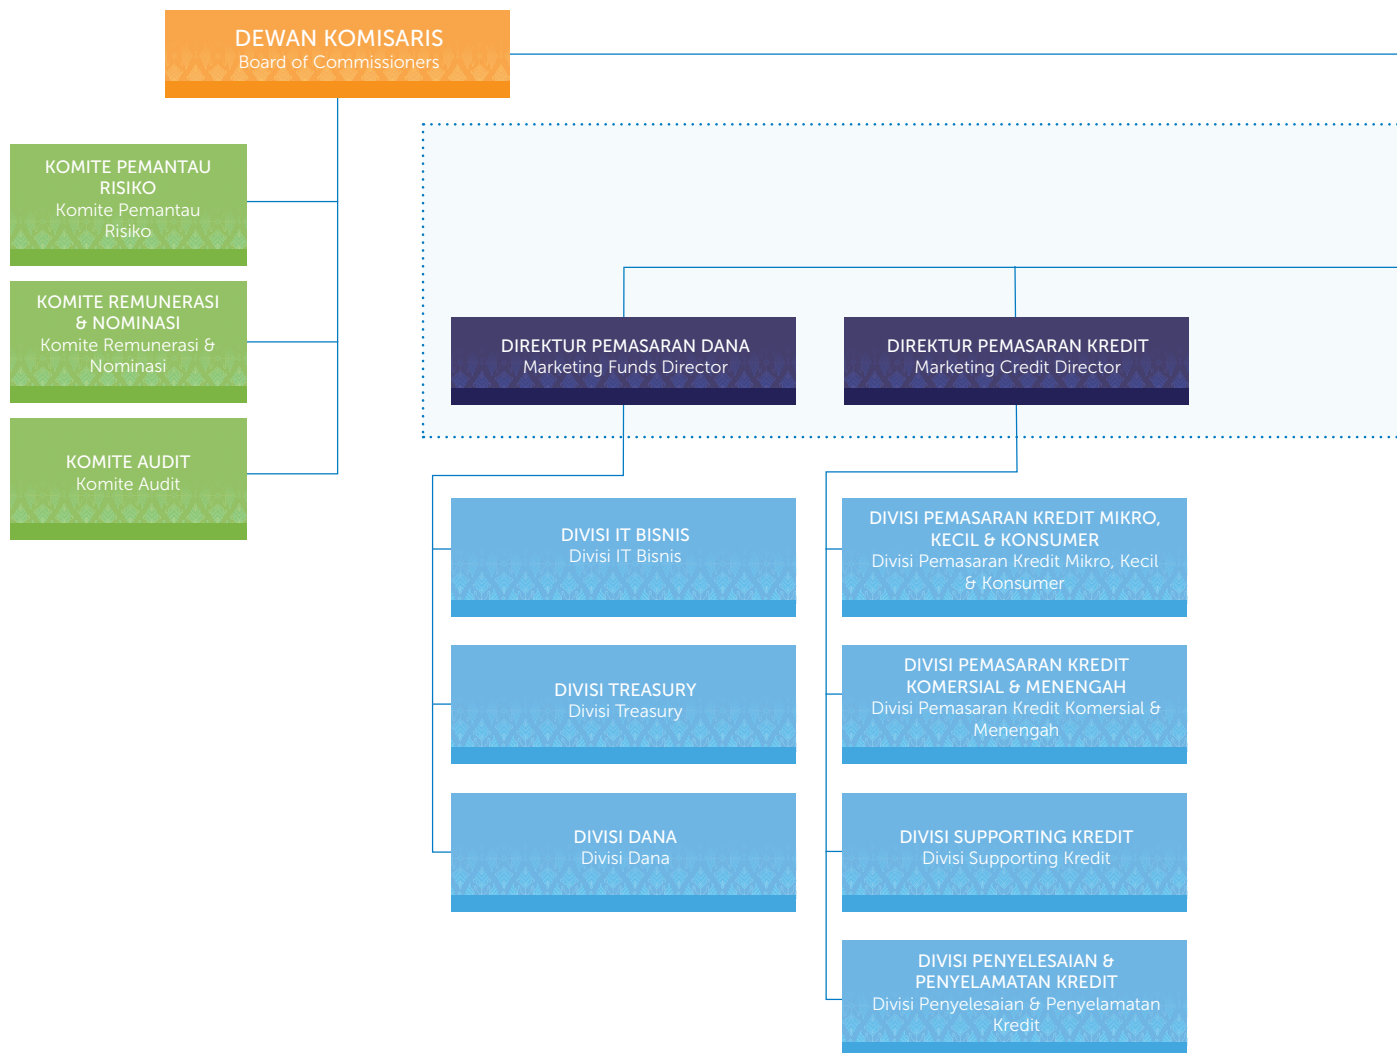 DEWAN KOMISARIS
Board of Commissioners
KOMITE PEMANTAU
RISIKO
Komite Pemantau
Risiko
KOMITE REMUNERASI
& NOMINASI
Komite Remunerasi &
Nominasi
KOMITE AUDIT
Komite Audit
DIREKTUR PEMASARAN DANA
Marketing Funds Director
DIREKTUR PEMASARAN KREDIT
Marketing Credit Director
DIVISI IT BISNIS
Divisi IT Bisnis
DIVISI TREASURY
Divisi Treasury
DIVISI DANA
Divisi Dana
DIVISI PEMASARAN KREDIT MIKRO,
KECIL & KONSUMER
Divisi Pemasaran Kredit Mikro, Kecil
& Konsumer
DIVISI PEMASARAN KREDIT
KOMERSIAL & MENENGAH
Divisi Pemasaran Kredit Komersial &
Menengah
DIVISI SUPPORTING KREDIT
Divisi Supporting Kredit
DIVISI PENYELESAIAN &
PENYELAMATAN KREDIT
Divisi Penyelesaian & Penyelamatan
Kredit